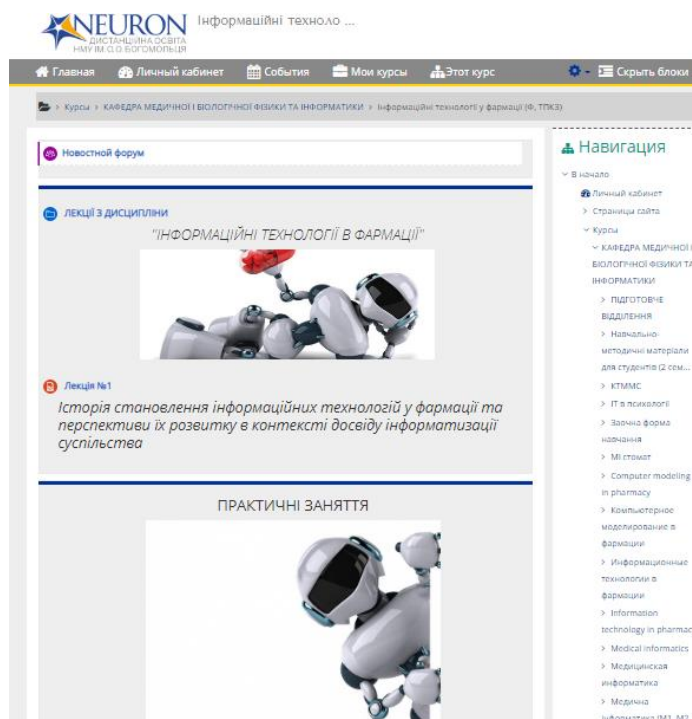 NEURON
ДИСТАНЦІЙНА ОСВІТА
НМУ ІМ. О.О. БОГОМОЛЬЦЯ
Інформаційні техноло ...
Главная Личный кабинет События Мои курсы Этот курс Скрыть блоки
Курсы КАФЕДРА МЕДИЧНОЇ І БІОЛОГІЧНОЇ ФІЗИКИ ТА ІНФОРМАТИКИ Інформаційні технології у фармації (Ф, ТПКЗ)
Новостной форум
ЛЕКЦІЇ З ДИСЦИПЛІНИ
"ІНФОРМАЦІЙНІ ТЕХНОЛОГІЇ В ФАРМАЦІЇ"
Лекція №1
Історія становлення інформаційних технологій у фармації та
перспективи їх розвитку в контексті досвіду інформатизації
суспільства
ПРАКТИЧНІ ЗАНЯТТЯ
Навигация
В начало
Личный кабинет
Страницы сайта
Курсы
КАФЕДРА МЕДИЧНОЇ І
БІОЛОГІЧНОЇ ФІЗИКИ ТА
ІНФОРМАТИКИ
ПІДГОТОВЧЕ
ВІДДІЛЕННЯ
Навчально-
методичні матеріали
для студентів (2 сем...
КТММС
ІТ в психології
Заочна форма
навчання
МІ стомат
Computer modeling
in pharmacy
Компьютерное
моделирование в
фармации
Информационные
технологии в
фармации
Information
technology in pharmac
Medical informatics
Медицинская
информатика
Медична
інформатика (М1, М2